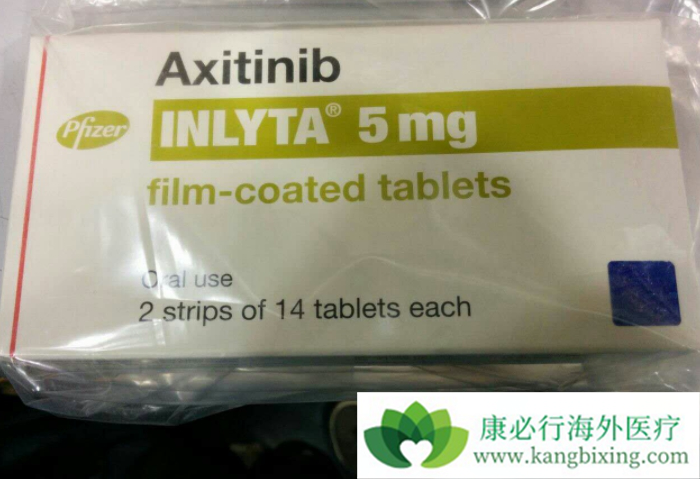 Axitinib
Pfizer
INLYTA® 5 mg
film-coated tablets
Oral use
2 strips of 14 tablets each
康必行海外医疗
www.kangbixing.com